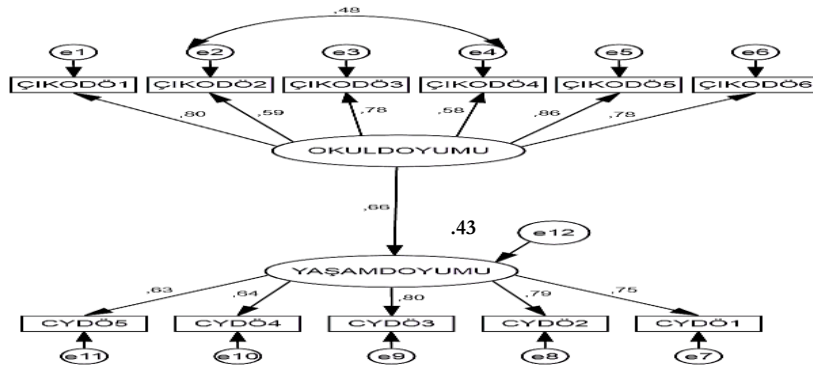 ,48
e1 e2 e3 e4 e5 e6
ÇIKODÖ1 ÇIKODÖ2 ÇIKODÖ3 ÇIKODÖ4 ÇIKODÖ5 ÇIKODÖ6
,80 ,59 ,78 ,58 ,86 ,78
OKULDOYUMU
,66
.43 e12
YAŞAMDOYUMU
,63 ,64 ,80 ,79 ,75
CYDÖ5 CYDÖ4 CYDÖ3 CYDÖ2 CYDÖ1
e11 e10 e9 e8 e7